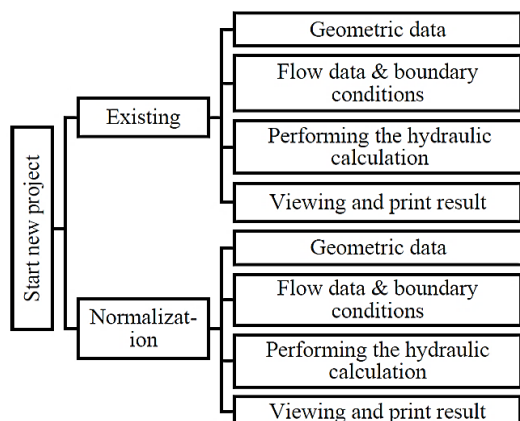 Start new project
Existing
Geometric data
Flow data & boundary
conditions
Performing the hydraulic
calculation
Viewing and print result
Normalizat-
ion
Geometric data
Flow data & boundary
conditions
Performing the hydraulic
calculation
Viewing and print result